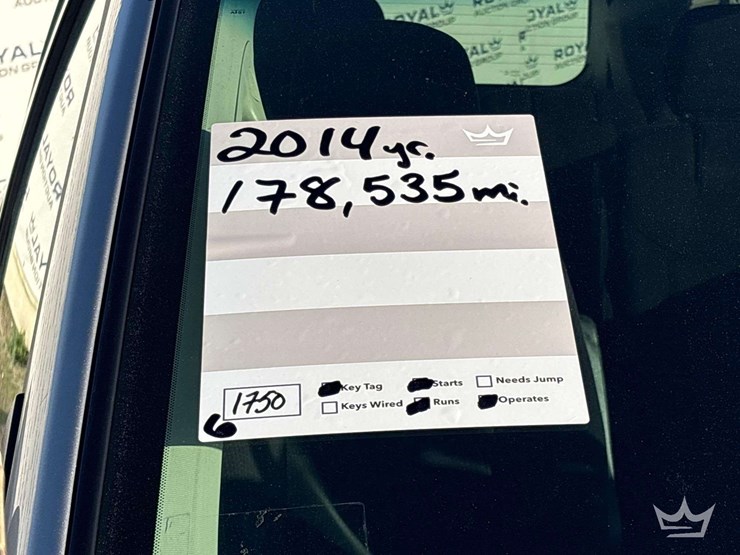 2014 yr.
178,535 mi.
Key Tag
Starts
Needs Jump
1750
Keys Wired
Runs
Operates
6